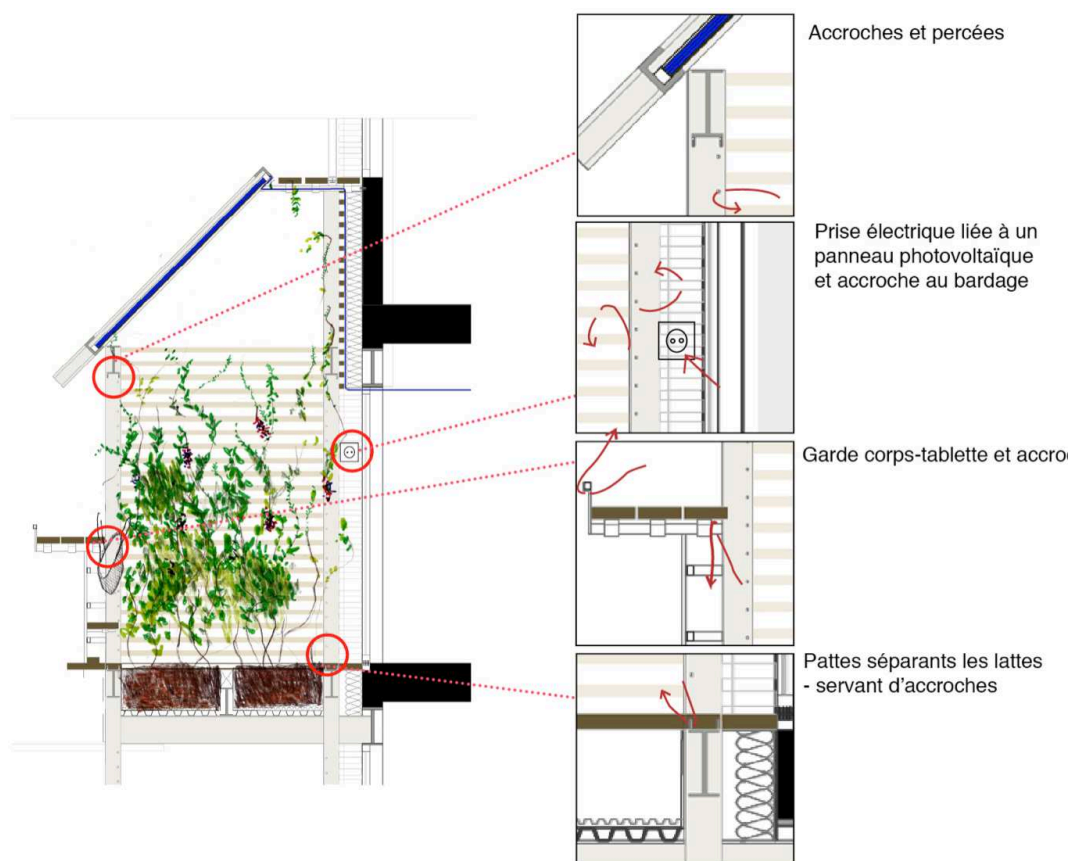 Accroches et percées
Prise électrique liée à un
panneau photovoltaïque
et accroche au bardage
Garde corps-tablette et accro
Pattes séparants les lattes
- servant d'accroches